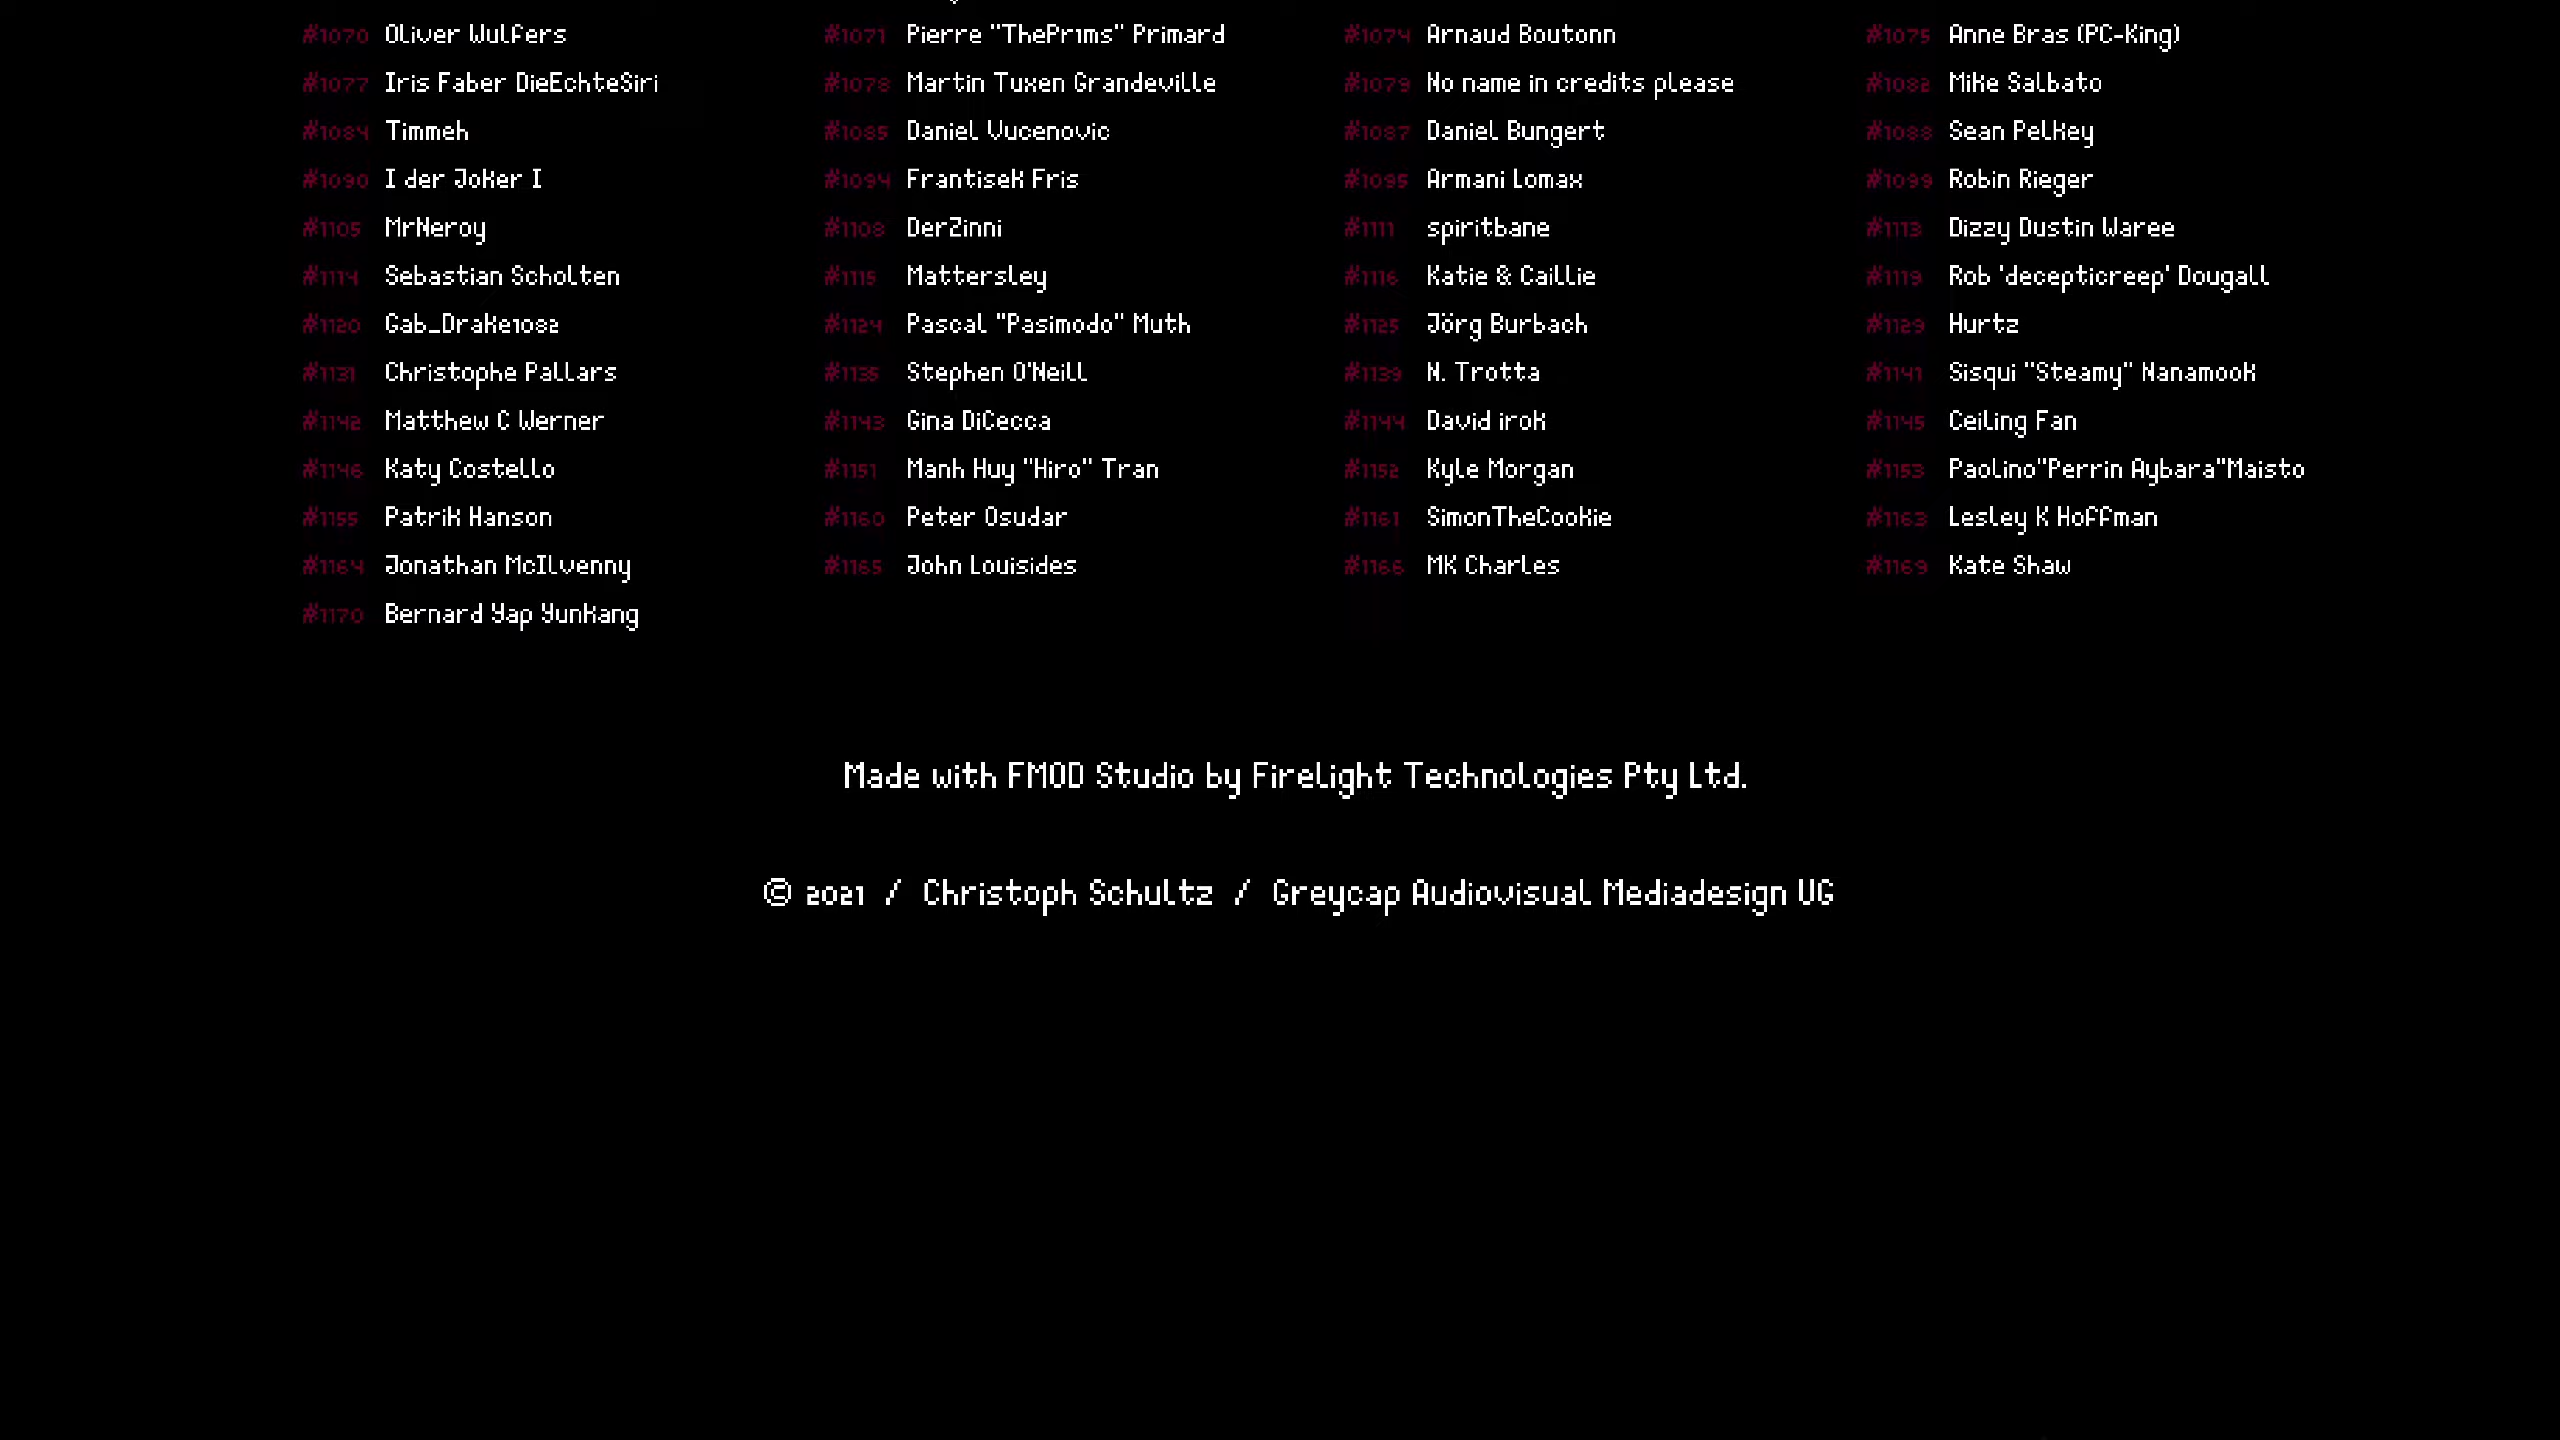 #1070 Oliver Wulfers #1071 Pierre "ThePr1ms" Primard #1074 Arnaud Boutonn #1075 Anne Bras (PC-King)
#1077 Iris Faber DieEchteSiri #1078 Martin Tuxen Grandeville #1079 No name in credits please #1082 Mike Salbato
#1084 Timmeh #1085 Daniel Vucenovic #1087 Daniel Bungert #1088 Sean Pelkey
#1090 I der Joker I #1094 Frantisek Fris #1095 Armani Lomax #1099 Robin Rieger
#1105 MrNeroy #1108 DerZinni #1111 spiritbane #1113 Dizzy Dustin Waree
#1114 Sebastian Scholten #1115 Mattersley #1116 Katie & Caillie #1119 Rob 'decepticreep' Dougall
#1120 Gab_Drake1082 #1124 Pascal "Pasimodo" Muth #1125 Jörg Burbach #1129 Hurtz
#1131 Christophe Pallars #1135 Stephen O'Neill #1139 N. Trotta #1141 Sisqui "Steamy" Nanamook
#1142 Matthew C Werner #1143 Gina DiCecca #1144 David irok #1145 Ceiling Fan
#1146 Katy Costello #1151 Manh Huy "Hiro" Tran #1152 Kyle Morgan #1153 Paolino"Perrin Aybara"Maisto
#1155 Patrik Hanson #1160 Peter Osudar #1161 SimonTheCookie #1163 Lesley K Hoffman
#1164 Jonathan McIlvenny #1165 John Louisides #1166 MK Charles #1169 Kate Shaw
#1170 Bernard Yap Yunkang
Made with FMOD Studio by Firelight Technologies Pty Ltd.
© 2021 / Christoph Schultz / Greycap Audiovisual Mediadesign UG